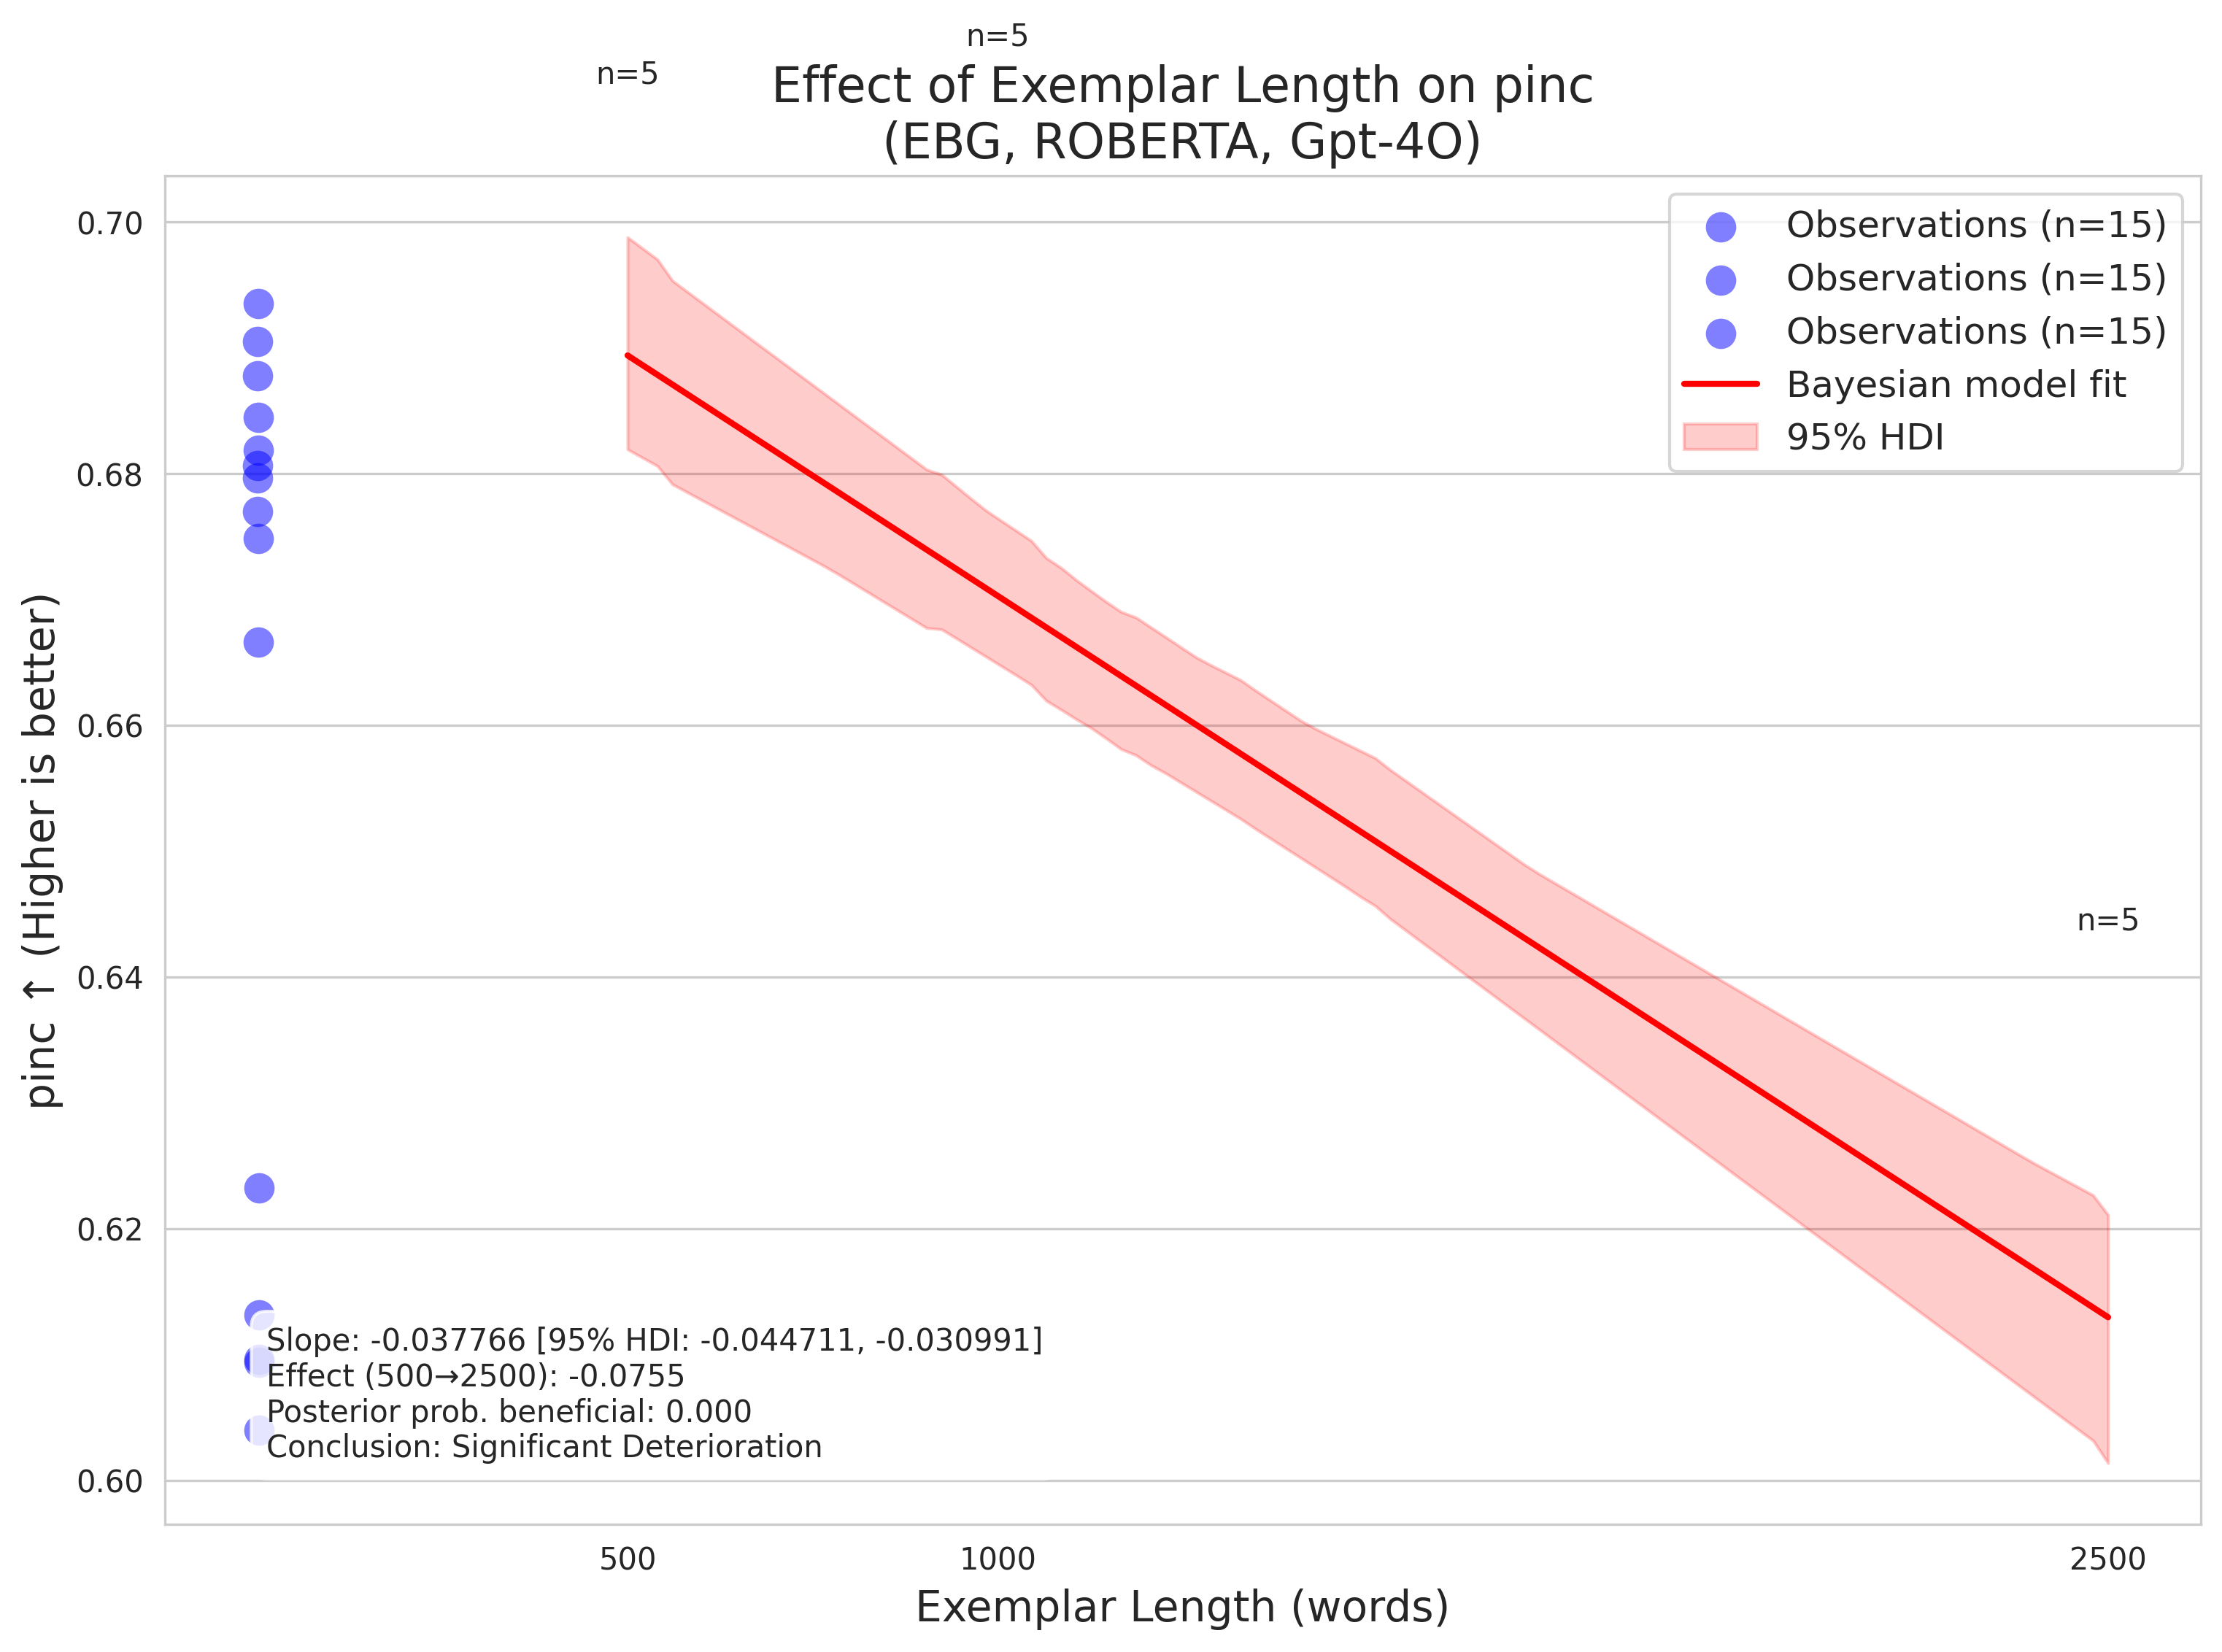 n=5
n=5
Effect of Exemplar Length on pinc
(EBG, ROBERTA, Gpt-4O)
0.70
0.68
0.66
0.64
0.62
0.60
pinc ↑ (Higher is better)
Observations (n=15)
Observations (n=15)
Observations (n=15)
Bayesian model fit
95% HDI
n=5
Slope: -0.037766 [95% HDI: -0.044711, -0.030991]
Effect (500→2500): -0.0755
Posterior prob. beneficial: 0.000
Conclusion: Significant Deterioration
500
1000
2500
Exemplar Length (words)